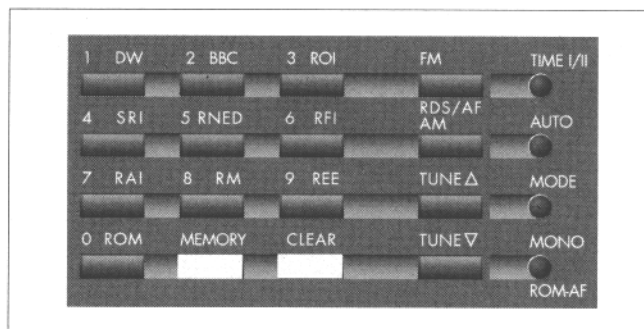 1 DW 2 BBC 3 ROI FM TIME I/II
4 SRI 5 RNED 6 RFI RDS/AF AM AUTO
7 RAI 8 RM 9 REE TUNE △ MODE
0 ROM MEMORY CLEAR TUNE ▽ MONO
ROM-AF